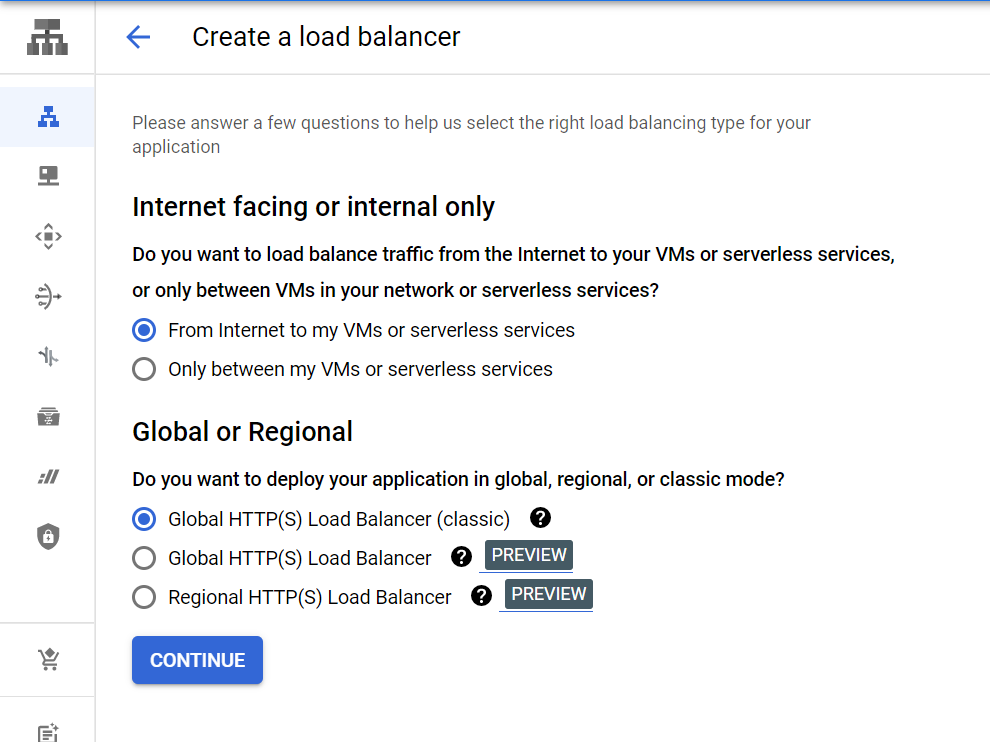 Create a load balancer
Please answer a few questions to help us select the right load balancing type for your
application
Internet facing or internal only
Do you want to load balance traffic from the Internet to your VMs or serverless services,
or only between VMs in your network or serverless services?
From Internet to my VMs or serverless services
Only between my VMs or serverless services
Global or Regional
Do you want to deploy your application in global, regional, or classic mode?
Global HTTP(S) Load Balancer (classic) ?
Global HTTP(S) Load Balancer ? PREVIEW
Regional HTTP(S) Load Balancer ? PREVIEW
CONTINUE